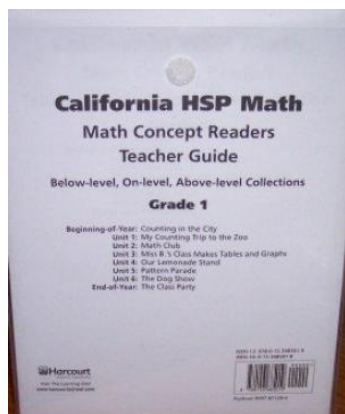 California HSP Math
Math Concept Readers
Teacher Guide
Below-level, On-level, Above-level Collections
Grade 1
Beginning-of-Year: Counting in the City
Unit 1: My Counting Trip to the Zoo
Unit 2: Math Club
Unit 3: Miss B.'s Class Makes Tables and Graphs
Unit 4: Our Lemonade Stand
Unit 5: Pattern Parade
Unit 6: The Dog Show
End-of-Year: The Class Party
Harcourt